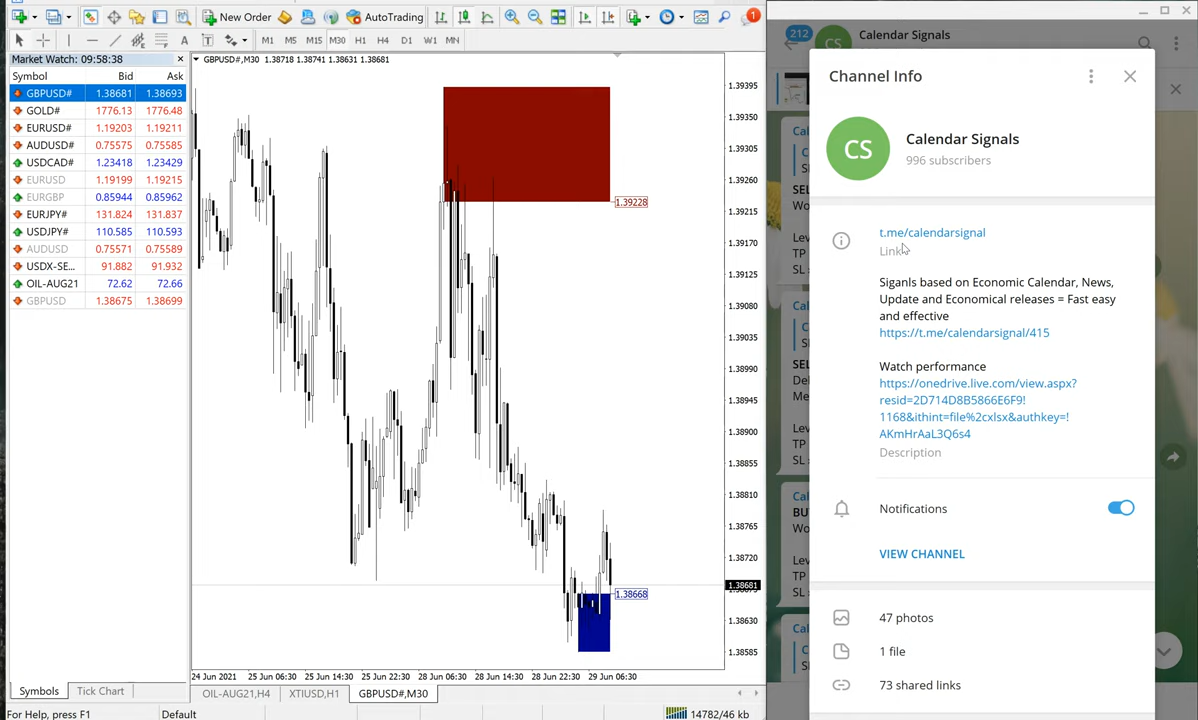 New Order
AutoTrading
1
M1 M5 M15 M30 H1 H4 D1 W1 MN
Market Watch: 09:58:38
Symbol Bid Ask
GBPUSD# 1.38681 1.38693
GOLD# 1776.13 1776.48
EURUSD# 1.19203 1.19211
AUDUSD# 0.75575 0.75585
USDCAD# 1.23418 1.23429
EURUSD 1.19199 1.19215
EURGBP 0.85944 0.85962
EURJPY# 131.824 131.837
USDJPY# 110.585 110.593
AUDUSD 0.75571 0.75589
USDX-SE... 91.882 91.932
OIL-AUG21 72.62 72.66
GBPUSD 1.38675 1.38699
Symbols Tick Chart
For Help, press F1
Default
14782/46 kb
GBPUSD#,M30 1.38718 1.38741 1.38631 1.38681
1.39395
1.39350
1.39305
1.39260
1.39228
1.39215
1.39170
1.39125
1.39080
1.39035
1.38990
1.38945
1.38900
1.38855
1.38810
1.38765
1.38720
1.38681
1.38668
1.38630
1.38585
24 Jun 2021 25 Jun 06:30 25 Jun 14:30 25 Jun 22:30 28 Jun 06:30 28 Jun 14:30 28 Jun 22:30 29 Jun 06:30
OIL-AUG21,H4 XTIUSD,H1 GBPUSD#,M30
212
CS
Calendar Signals
Channel Info
CS
Calendar Signals
996 subscribers
t.me/calendarsignal
Link
Siganls based on Economic Calendar, News,
Update and Economical releases = Fast easy
and effective
https://t.me/calendarsignal/415
Watch performance
https://onedrive.live.com/view.aspx?
resid=2D714D8B5866E6F9!
1168&ithint=file%2cxlsx&authkey=!
AKmHrAaL3Q6s4
Description
Notifications
VIEW CHANNEL
47 photos
1 file
73 shared links